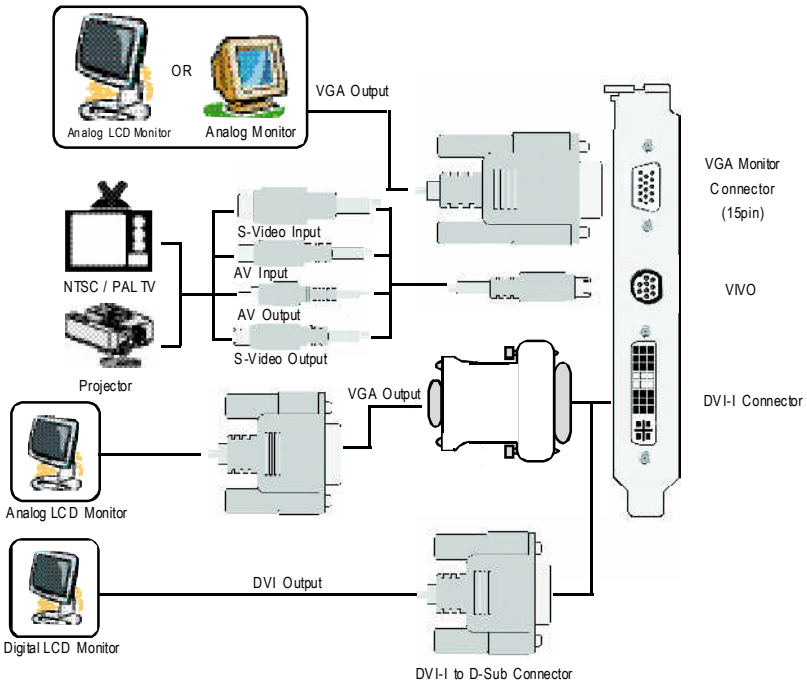 OR
Analog LCD Monitor
Analog Monitor
VGA Output
VGA Monitor
Connector
(15pin)
S-Video Input
AV Input
NTSC / PAL TV
VIVO
AV Output
S-Video Output
Projector
VGA Output
DVI-I Connector
Analog LCD Monitor
DVI Output
Digital LCD Monitor
DVI-I to D-Sub Connector